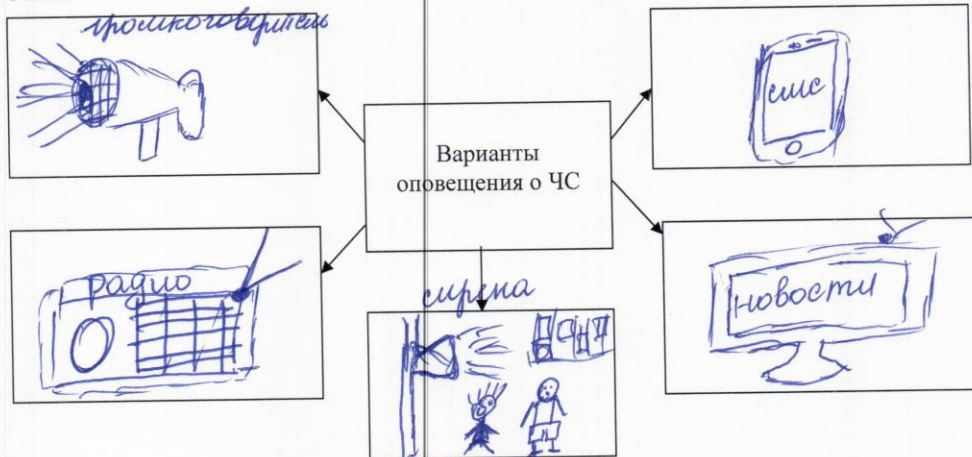 громкоговоритель
смс
Варианты
оповещения о ЧС
радио
сирена
новости